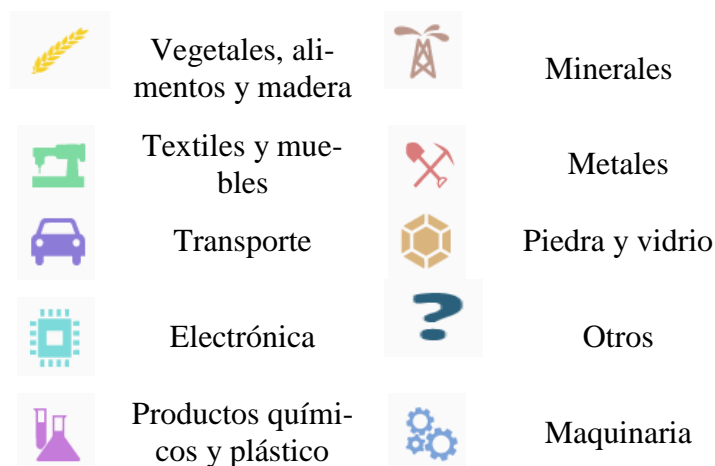 Vegetales, ali-
mentos y madera
Minerales
Textiles y mue-
bles
Metales
Transporte
Piedra y vidrio
Electrónica
Otros
Productos quími-
cos y plástico
Maquinaria